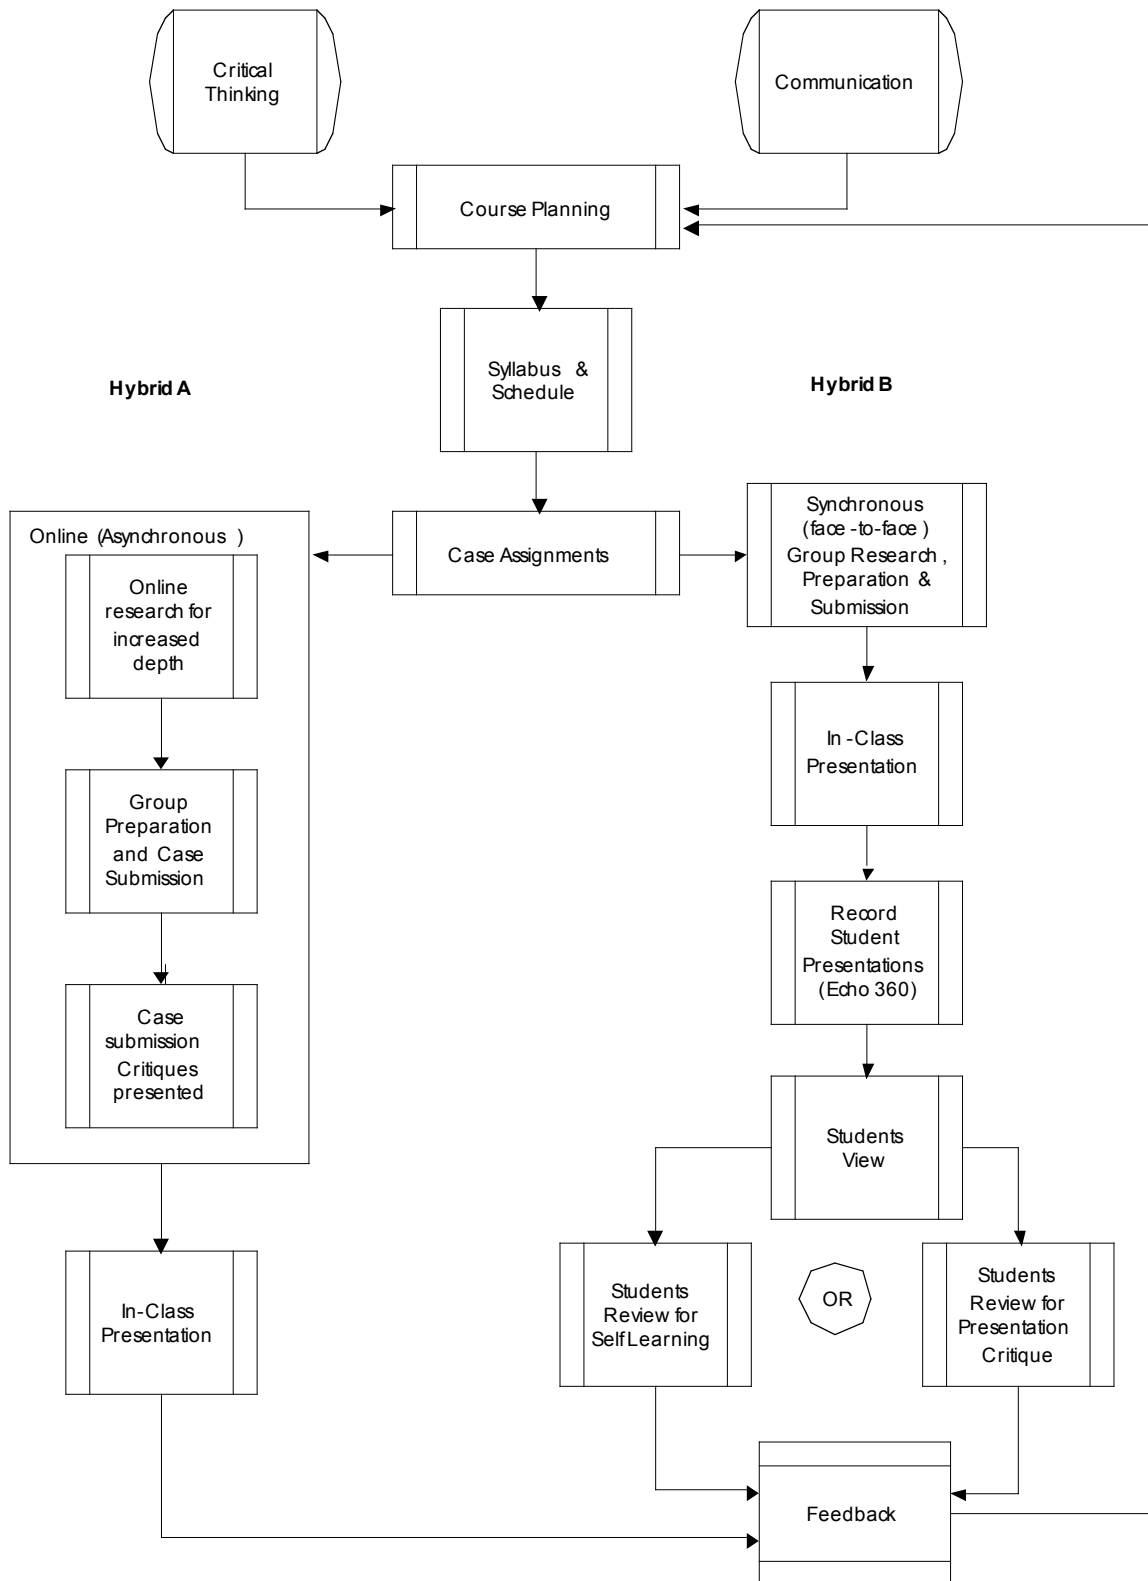 Critical
Thinking
Communication
Course Planning
Syllabus &
Schedule
Hybrid A
Hybrid B
Online (Asynchronous )
Case Assignments
Synchronous
(face -to-face )
Group Research ,
Preparation &
Submission
Online
research for
increased
depth
In -Class
Presentation
Group
Preparation
and Case
Submission
Record
Student
Presentations
(Echo 360)
Case
submission
Critiques
presented
Students
View
In-Class
Presentation
Students
Review for
Self Learning
OR
Students
Review for
Presentation
Critique
Feedback